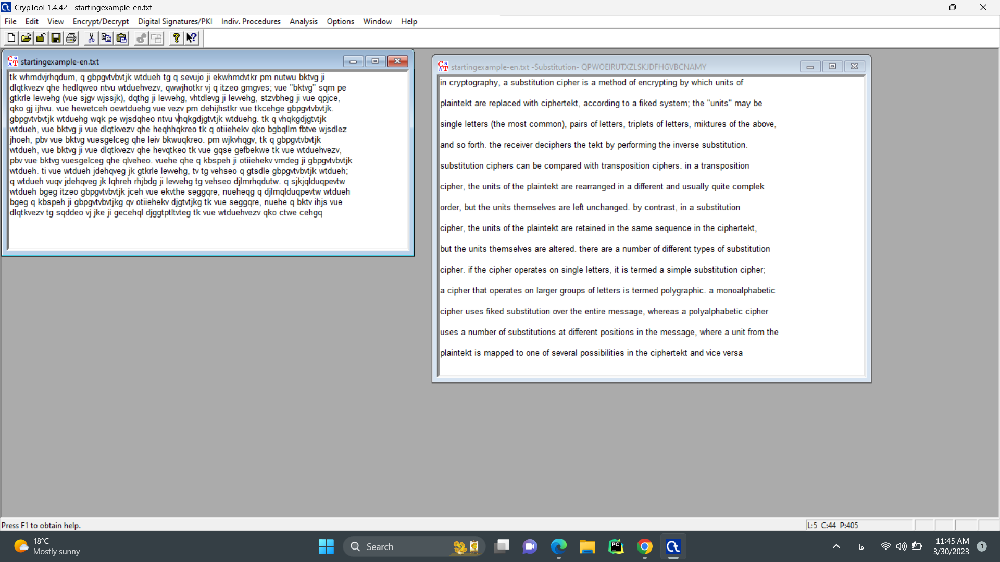 CrypTool 1.4.42 - startingexample-en.txt
File Edit View Encrypt/Decrypt Digital Signatures/PKI Indiv. Procedures Analysis Options Window Help
startingexample-en.txt
tk whmdvjrhqdum, q gbpgvtvbvtjk wtdueh tg q sevujo ji ekwhmdvtkr pm nutwu bktvg ji
dlqtkvezv qhe hedlqweo ntvu wtduehvezv, qwwjhotkr vj q itzeo gmgves; vue "bktvg" sqm pe
gtkrle levvehg (vue sjgv wjssjk), dqthg ji levvehg, vhtdlevg ji levvehg, stzvbheg ji vue qpjce,
qko gj ijhvu. vue hewetceh oewtduehg vue vezv pm dehijhstkr vue tkcehge gbpgvtvbvtjk.
gbpgvtvbvtjk wtduehg wqk pe wjsdqheo ntvu vhqkgdjgtvtjk wtduehg. tk q vhqkgdjgtvtjk
wtdueh, vue bktvg ji vue dlqtkvezv qhe heqhhqkreo tk q otiiehekv qko bgbqllm fbtve wjsdlez
jhoeh, pbv vue bktvg vuesgelceg qhe leiv bkwuqkreo. pm wjkvhqgv, tk q gbpgvtvbvtjk
wtdueh, vue bktvg ji vue dlqtkvezv qhe hevqtkeo tk vue gqse gefbekwe tk vue wtduehvezv,
pbv vue bktvg vuesgelceg qhe qlveheo. vuehe qhe q kbspeh ji otiiehekv vmdeg ji gbpgvtvbvtjk
wtdueh. ti vue wtdueh jdehqveg jk gtkrle levvehg, tv tg vehseo q gtsdle gbpgvtvbvtjk wtdueh;
q wtdueh vuqv jdehqveg jk lqhreh rhjbdg ji levvehg tg vehseo djlmrhqdutw. q sjkjqlduqpevtw
wtdueh bgeg itzeo gbpgvtvbvtjk jceh vue ekvthe seggqre, nueheqg q djlmqlduqpevtw wtdueh
bgeg q kbspeh ji gbpgvtvbvtjkg qv otiiehekv djgtvtjkg tk vue seggqre, nuehe q bktv ihjs vue
dlqtkvezv tg sqddeo vj jke ji gecehql djggtptltvteg tk vue wtduehvezv qko ctwe cehgq
startingexample-en.txt -Substitution- QPWOEIRUTXZLSKJDFHGVBCNAMY
in cryptography, a substitution cipher is a method of encrypting by which units of
plaintekt are replaced with ciphertekt, according to a fiked system; the "units" may be
single letters (the most common), pairs of letters, triplets of letters, miktures of the above,
and so forth. the receiver deciphers the tekt by performing the inverse substitution.
substitution ciphers can be compared with transposition ciphers. in a transposition
cipher, the units of the plaintekt are rearranged in a different and usually quite complek
order, but the units themselves are left unchanged. by contrast, in a substitution
cipher, the units of the plaintekt are retained in the same sequence in the ciphertekt,
but the units themselves are altered. there are a number of different types of substitution
cipher. if the cipher operates on single letters, it is termed a simple substitution cipher;
a cipher that operates on larger groups of letters is termed polygraphic. a monoalphabetic
cipher uses fiked substitution over the entire message, whereas a polyalphabetic cipher
uses a number of substitutions at different positions in the message, where a unit from the
plaintekt is mapped to one of several possibilities in the ciphertekt and vice versa
Press F1 to obtain help.
L:5 C:44 P:405
18°C
Mostly sunny
Search
فا
11:45 AM
3/30/2023
1